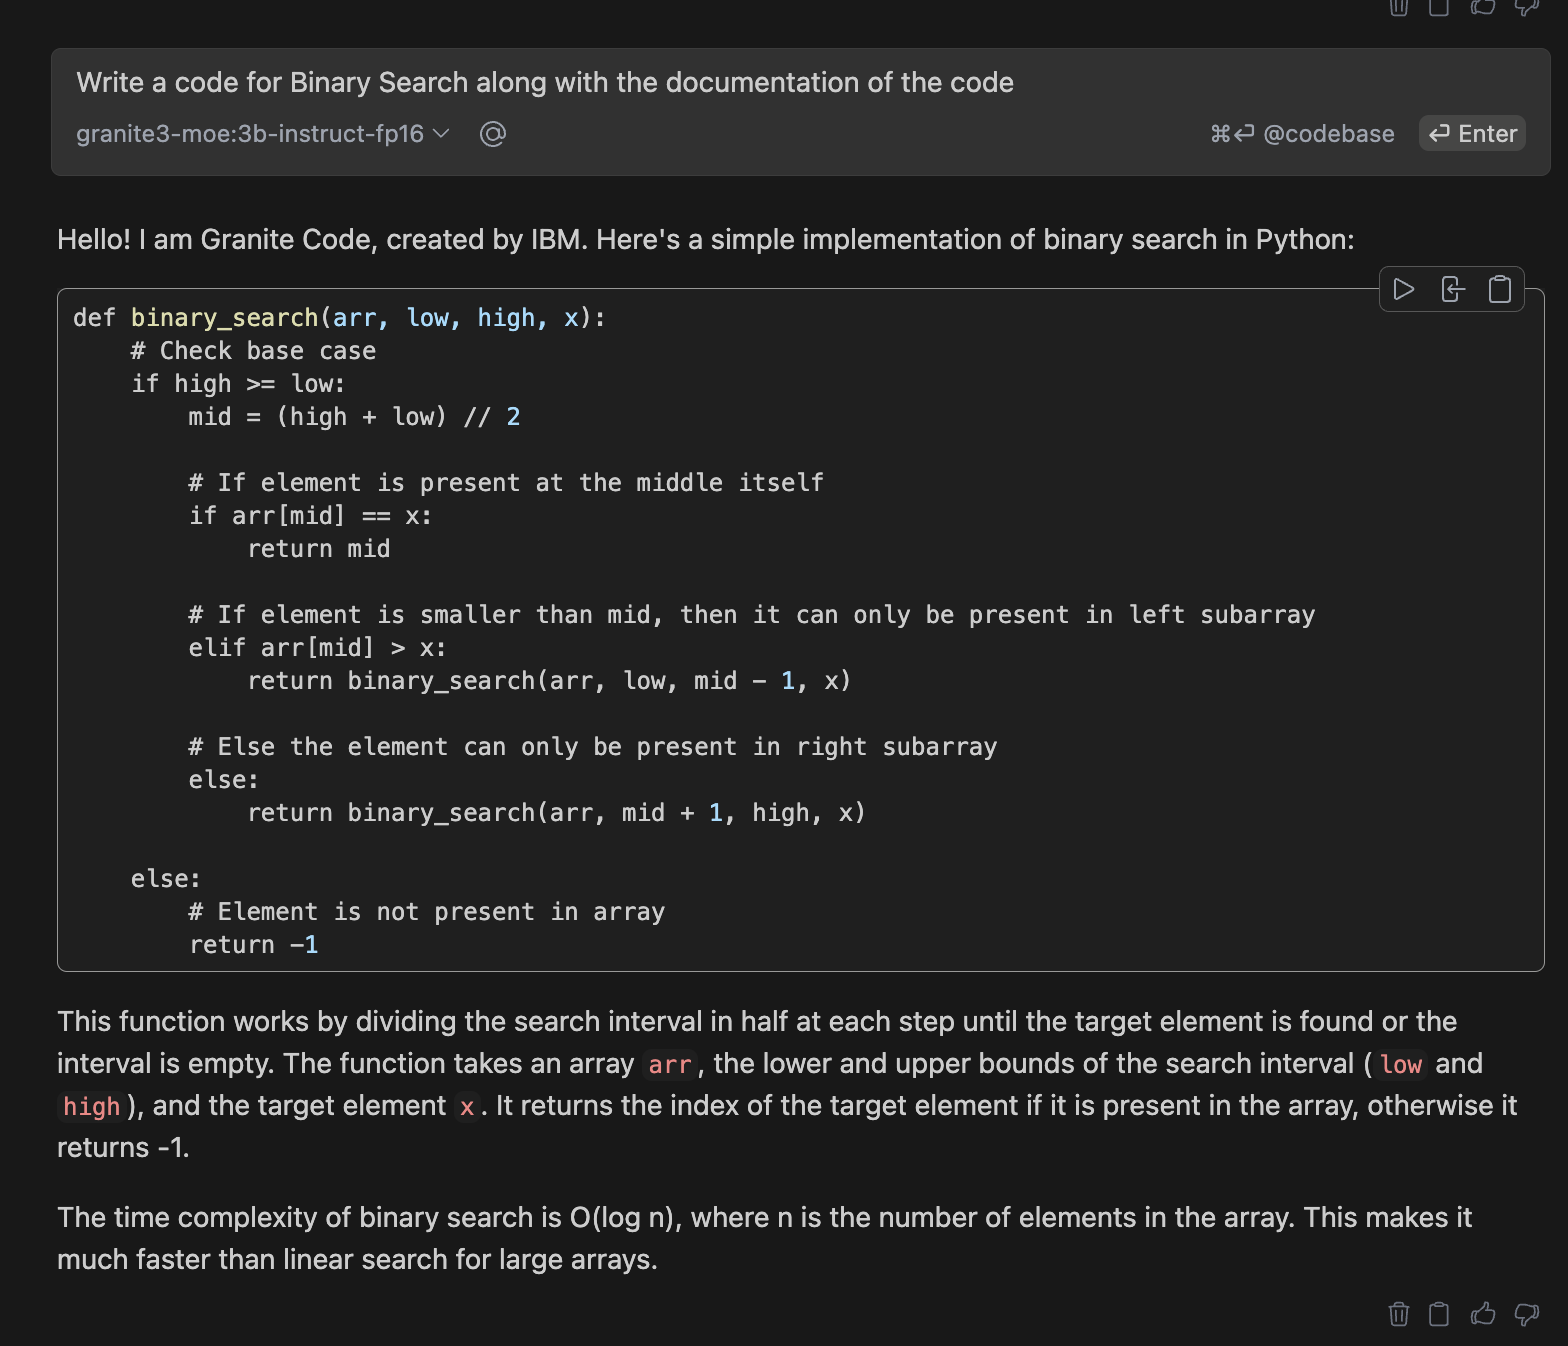 Write a code for Binary Search along with the documentation of the code
granite3-moe:3b-instruct-fp16 @ ⌘⏎ @codebase ⏎ Enter
Hello! I am Granite Code, created by IBM. Here's a simple implementation of binary search in Python:
def binary_search(arr, low, high, x):
    # Check base case
    if high >= low:
        mid = (high + low) // 2
        # If element is present at the middle itself
        if arr[mid] == x:
            return mid
        # If element is smaller than mid, then it can only be present in left subarray
        elif arr[mid] > x:
            return binary_search(arr, low, mid - 1, x)
        # Else the element can only be present in right subarray
        else:
            return binary_search(arr, mid + 1, high, x)
    else:
        # Element is not present in array
        return -1
This function works by dividing the search interval in half at each step until the target element is found or the
interval is empty. The function takes an array arr, the lower and upper bounds of the search interval (low and
high), and the target element x. It returns the index of the target element if it is present in the array, otherwise it
returns -1.
The time complexity of binary search is O(log n), where n is the number of elements in the array. This makes it
much faster than linear search for large arrays.